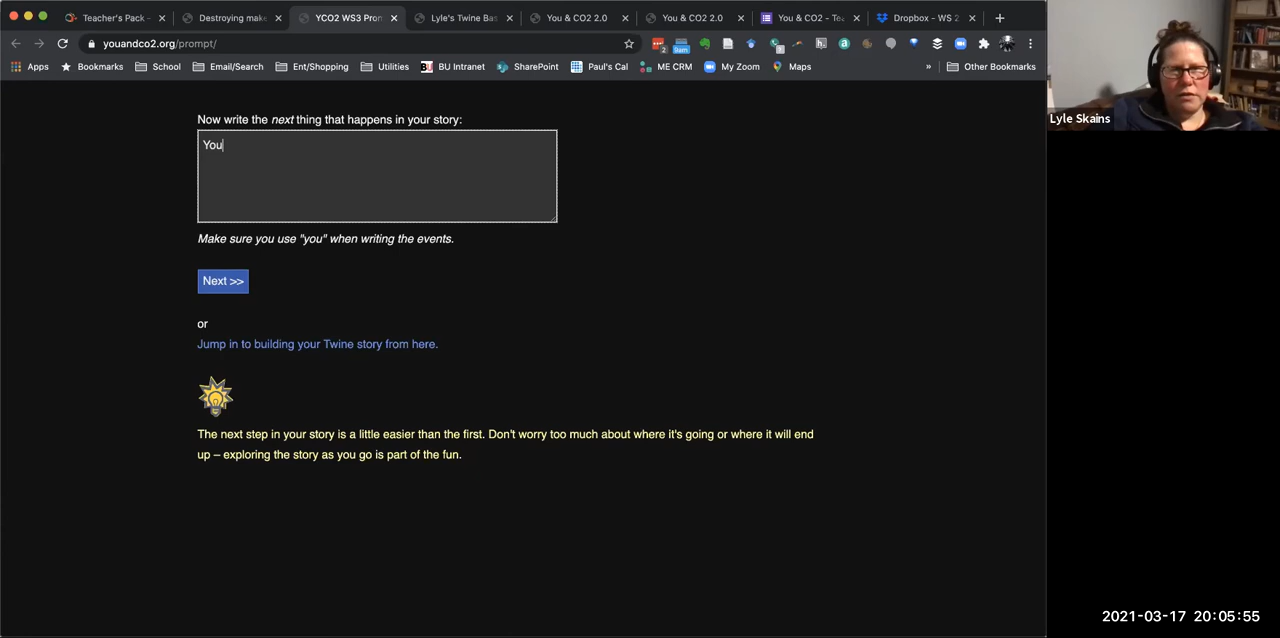 Teacher's Pack -
Destroying make
YCO2 WS3 Pron
Lyle's Twine Bas
You & CO2 2.0
You & CO2 2.0
You & CO2 - Tea
Dropbox - WS 2
youandco2.org/prompt/
2
9am
1
Apps
Bookmarks
School
Email/Search
Ent/Shopping
Utilities
BU BU Intranet
SharePoint
Paul's Cal
ME CRM
My Zoom
Maps
»
Other Bookmarks
Now write the next thing that happens in your story:
You
Make sure you use "you" when writing the events.
Next >>
or
Jump in to building your Twine story from here.
The next step in your story is a little easier than the first. Don't worry too much about where it's going or where it will end
up – exploring the story as you go is part of the fun.
Lyle Skains
2021-03-17 20:05:55